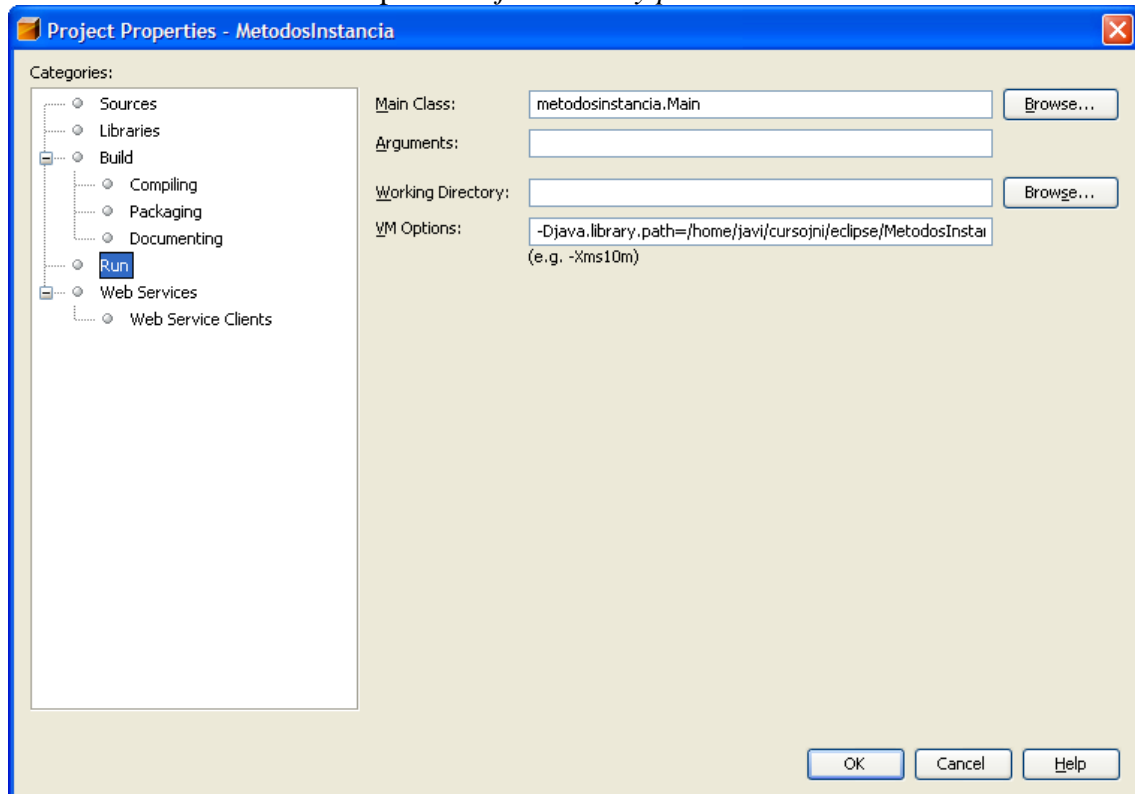 Project Properties - MetodosInstancia
Categories:
Sources
Libraries
Build
Compiling
Packaging
Documenting
Run
Web Services
Web Service Clients
Main Class: metodosinstancia.Main Browse...
Arguments:
Working Directory: Browse...
VM Options: -Djava.library.path=/home/javi/cursojni/eclipse/MetodosInsta
(e.g. -Xms10m)
OK Cancel Help